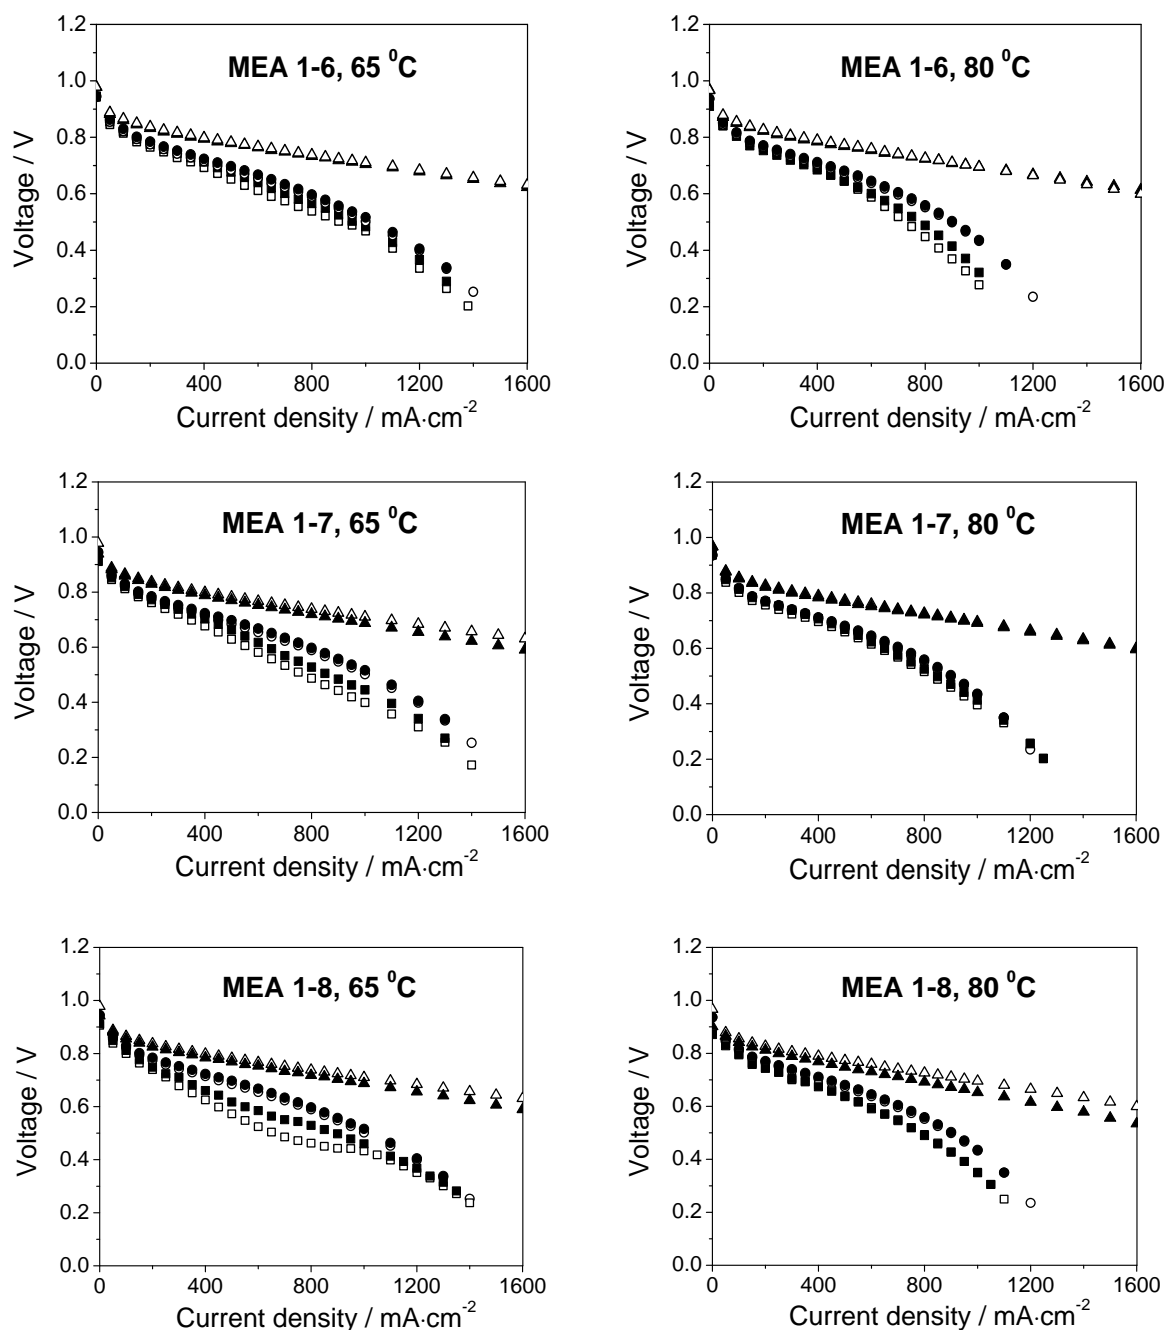 MEA 1-6, 65 ⁰C
Voltage / V
1.2
1.0
0.8
0.6
0.4
0.2
0.0
0 400 800 1200 1600
Current density / mA·cm⁻²
MEA 1-6, 80 ⁰C
Voltage / V
1.2
1.0
0.8
0.6
0.4
0.2
0.0
0 400 800 1200 1600
Current density / mA·cm⁻²
MEA 1-7, 65 ⁰C
Voltage / V
1.2
1.0
0.8
0.6
0.4
0.2
0.0
0 400 800 1200 1600
Current density / mA·cm⁻²
MEA 1-7, 80 ⁰C
Voltage / V
1.2
1.0
0.8
0.6
0.4
0.2
0.0
0 400 800 1200 1600
Current density / mA·cm⁻²
MEA 1-8, 65 ⁰C
Voltage / V
1.2
1.0
0.8
0.6
0.4
0.2
0.0
0 400 800 1200 1600
Current density / mA·cm⁻²
MEA 1-8, 80 ⁰C
Voltage / V
1.2
1.0
0.8
0.6
0.4
0.2
0.0
0 400 800 1200 1600
Current density / mA·cm⁻²